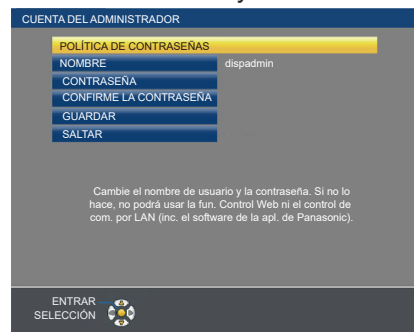 CUENTA DEL ADMINISTRADOR
POLÍTICA DE CONTRASEÑAS
NOMBRE dispadmin
CONTRASEÑA
CONFIRME LA CONTRASEÑA
GUARDAR
SALTAR
Cambie el nombre de usuario y la contraseña. Si no lo
hace, no podrá usar la fun. Control Web ni el control de
com. por LAN (inc. el software de la apl. de Panasonic).
ENTRAR
SELECCIÓN